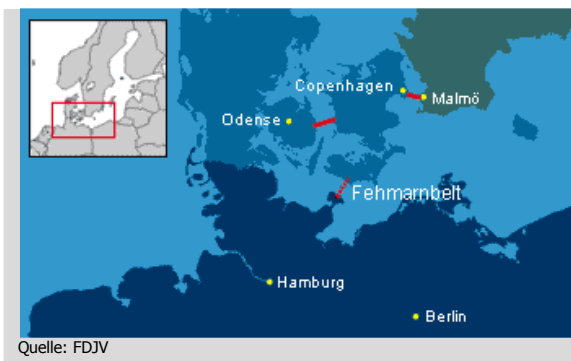 Copenhagen
Malmö
Odense
Fehmarnbelt
Hamburg
Berlin
Quelle: FDJV